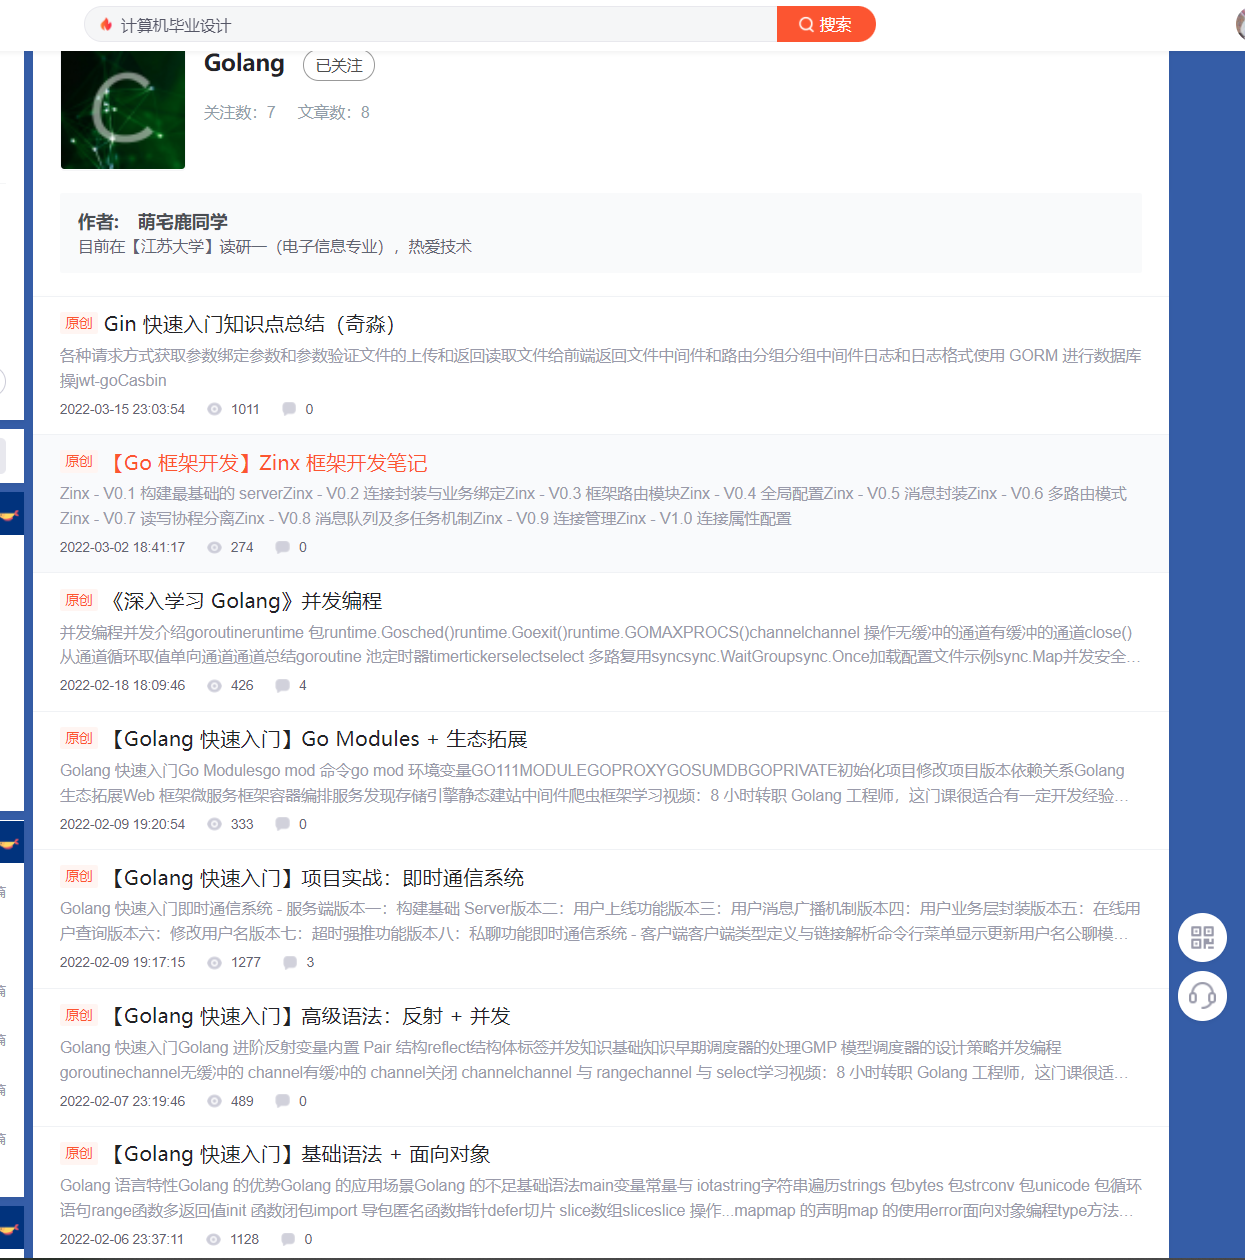 计算机毕业设计
搜索
Golang
已关注
关注数：7 文章数：8
作者: 萌宅鹿同学
目前在【江苏大学】读研一（电子信息专业），热爱技术
原创 Gin 快速入门知识点总结（奇淼）
各种请求方式获取参数绑定参数和参数验证文件的上传和返回读取文件给前端返回文件中间件和路由分组分组中间件日志和日志格式使用 GORM 进行数据库
操jwt-goCasbin
2022-03-15 23:03:54 1011 0
原创 【Go 框架开发】Zinx 框架开发笔记
Zinx - V0.1 构建最基础的 serverZinx - V0.2 连接封装与业务绑定Zinx - V0.3 框架路由模块Zinx - V0.4 全局配置Zinx - V0.5 消息封装Zinx - V0.6 多路由模式
Zinx - V0.7 读写协程分离Zinx - V0.8 消息队列及多任务机制Zinx - V0.9 连接管理Zinx - V1.0 连接属性配置
2022-03-02 18:41:17 274 0
原创 《深入学习 Golang》并发编程
并发编程并发介绍goroutineruntime 包runtime.Gosched()runtime.Goexit()runtime.GOMAXPROCS()channelchannel 操作无缓冲的通道有缓冲的通道close()
从通道循环取值单向通道通道总结goroutine 池定时器timertickerselectselect 多路复用syncsync.WaitGroupsync.Once加载配置文件示例sync.Map并发安全...
2022-02-18 18:09:46 426 4
原创 【Golang 快速入门】Go Modules + 生态拓展
Golang 快速入门Go Modulesgo mod 命令go mod 环境变量GO111MODULEGOPROXYGOSUMDBGOPRIVATE初始化项目修改项目版本依赖关系Golang
生态拓展Web 框架微服务框架容器编排服务发现存储引擎静态建站中间件爬虫框架学习视频：8 小时转职 Golang 工程师，这门课很适合有一定开发经验...
2022-02-09 19:20:54 333 0
原创 【Golang 快速入门】项目实战：即时通信系统
Golang 快速入门即时通信系统 - 服务端版本一：构建基础 Server版本二：用户上线功能版本三：用户消息广播机制版本四：用户业务层封装版本五：在线用
户查询版本六：修改用户名版本七：超时强推功能版本八：私聊功能即时通信系统 - 客户端客户端类型定义与链接解析命令行菜单显示更新用户名公聊模...
2022-02-09 19:17:15 1277 3
篇
原创 【Golang 快速入门】高级语法：反射 + 并发
Golang 快速入门Golang 进阶反射变量内置 Pair 结构reflect结构体标签并发知识基础知识早期调度器的处理GMP 模型调度器的设计策略并发编程
goroutinechannel无缓冲的 channel有缓冲的 channel关闭 channelchannel 与 rangechannel 与 select学习视频：8 小时转职 Golang 工程师，这门课很适...
2022-02-07 23:19:46 489 0
原创 【Golang 快速入门】基础语法 + 面向对象
Golang 语言特性Golang 的优势Golang 的应用场景Golang 的不足基础语法main变量常量与 iotastring字符串遍历strings 包bytes 包strconv 包unicode 包循环
语句range函数多返回值init 函数闭包import 导包匿名函数指针defer切片 slice数组sliceslice 操作...mapmap 的声明map 的使用error面向对象编程type方法...
2022-02-06 23:37:11 1128 0